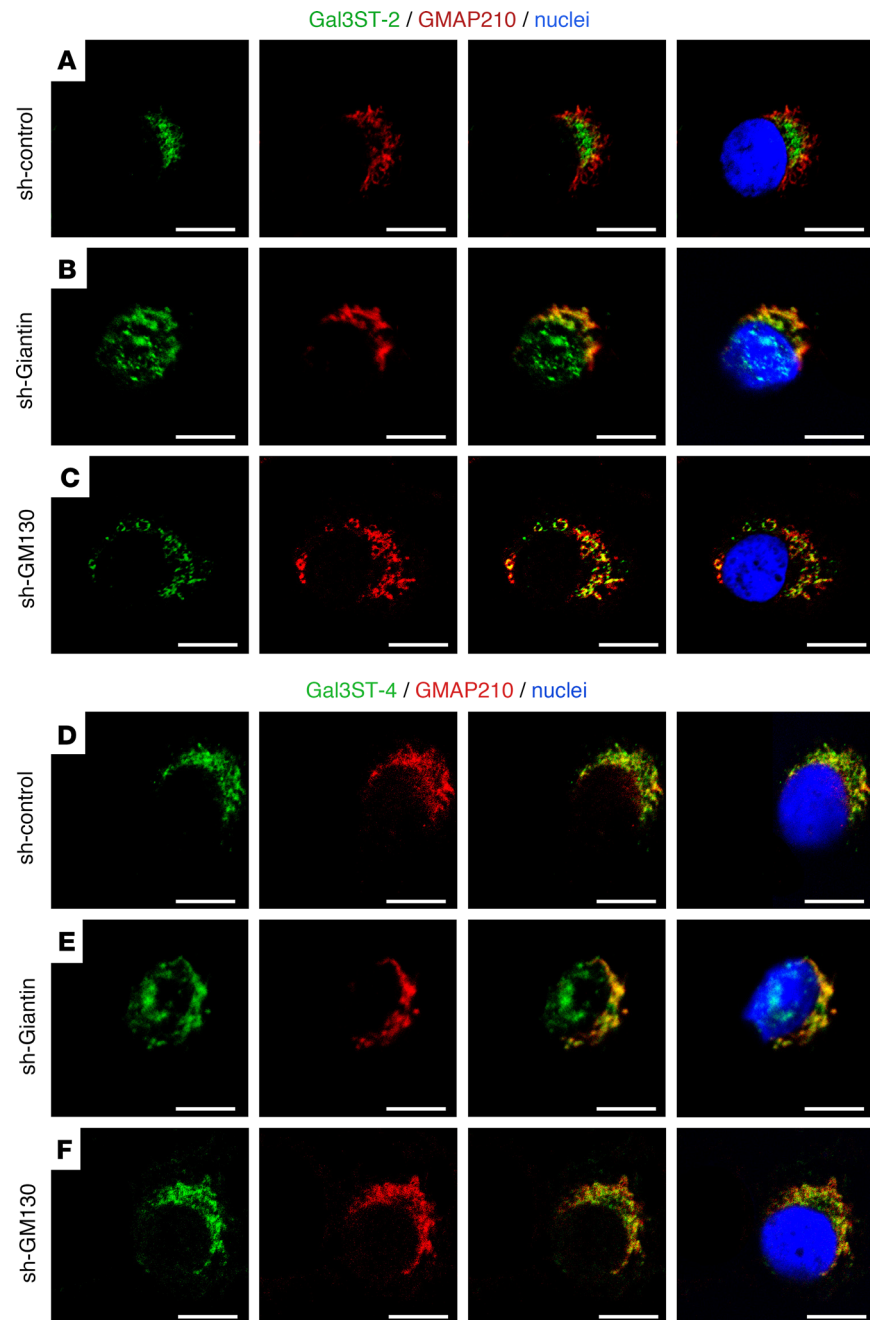 Gal3ST-2 / GMAP210 / nuclei
A
sh-control
B
sh-Giantin
C
sh-GM130
Gal3ST-4 / GMAP210 / nuclei
D
sh-control
E
sh-Giantin
F
sh-GM130